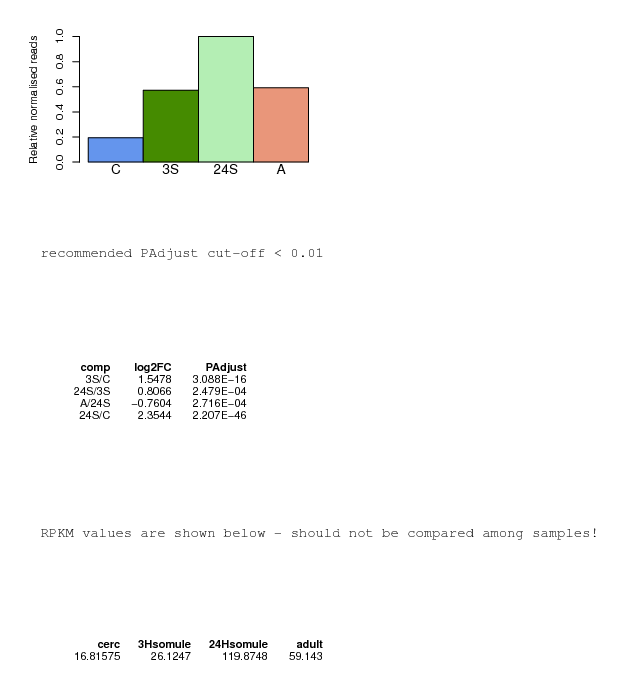 Relative normalised reads
1.0
0.8
0.6
0.4
0.2
0.0
C 3S 24S A
recommended PAdjust cut-off < 0.01
comp log2FC PAdjust
3S/C 1.5478 3.088E−16
24S/3S 0.8066 2.479E−04
A/24S −0.7604 2.716E−04
24S/C 2.3544 2.207E−46
RPKM values are shown below - should not be compared among samples!
cerc 3Hsomule 24Hsomule adult
16.81575 26.1247 119.8748 59.143